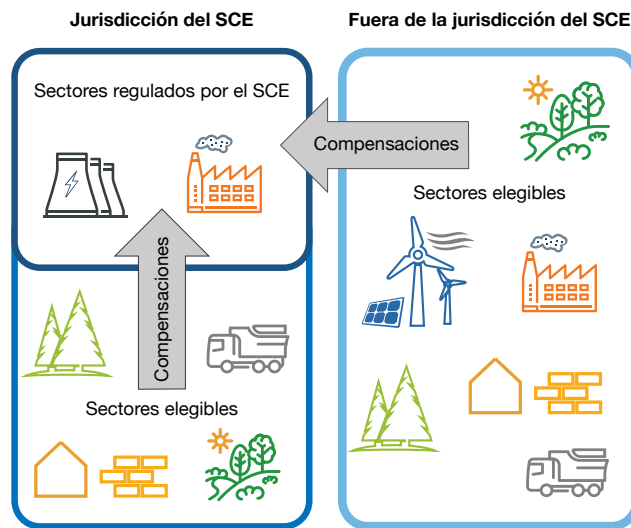 Jurisdicción del SCE
Fuera de la jurisdicción del SCE
Sectores regulados por el SCE
Compensaciones
Sectores elegibles
Compensaciones
Sectores elegibles